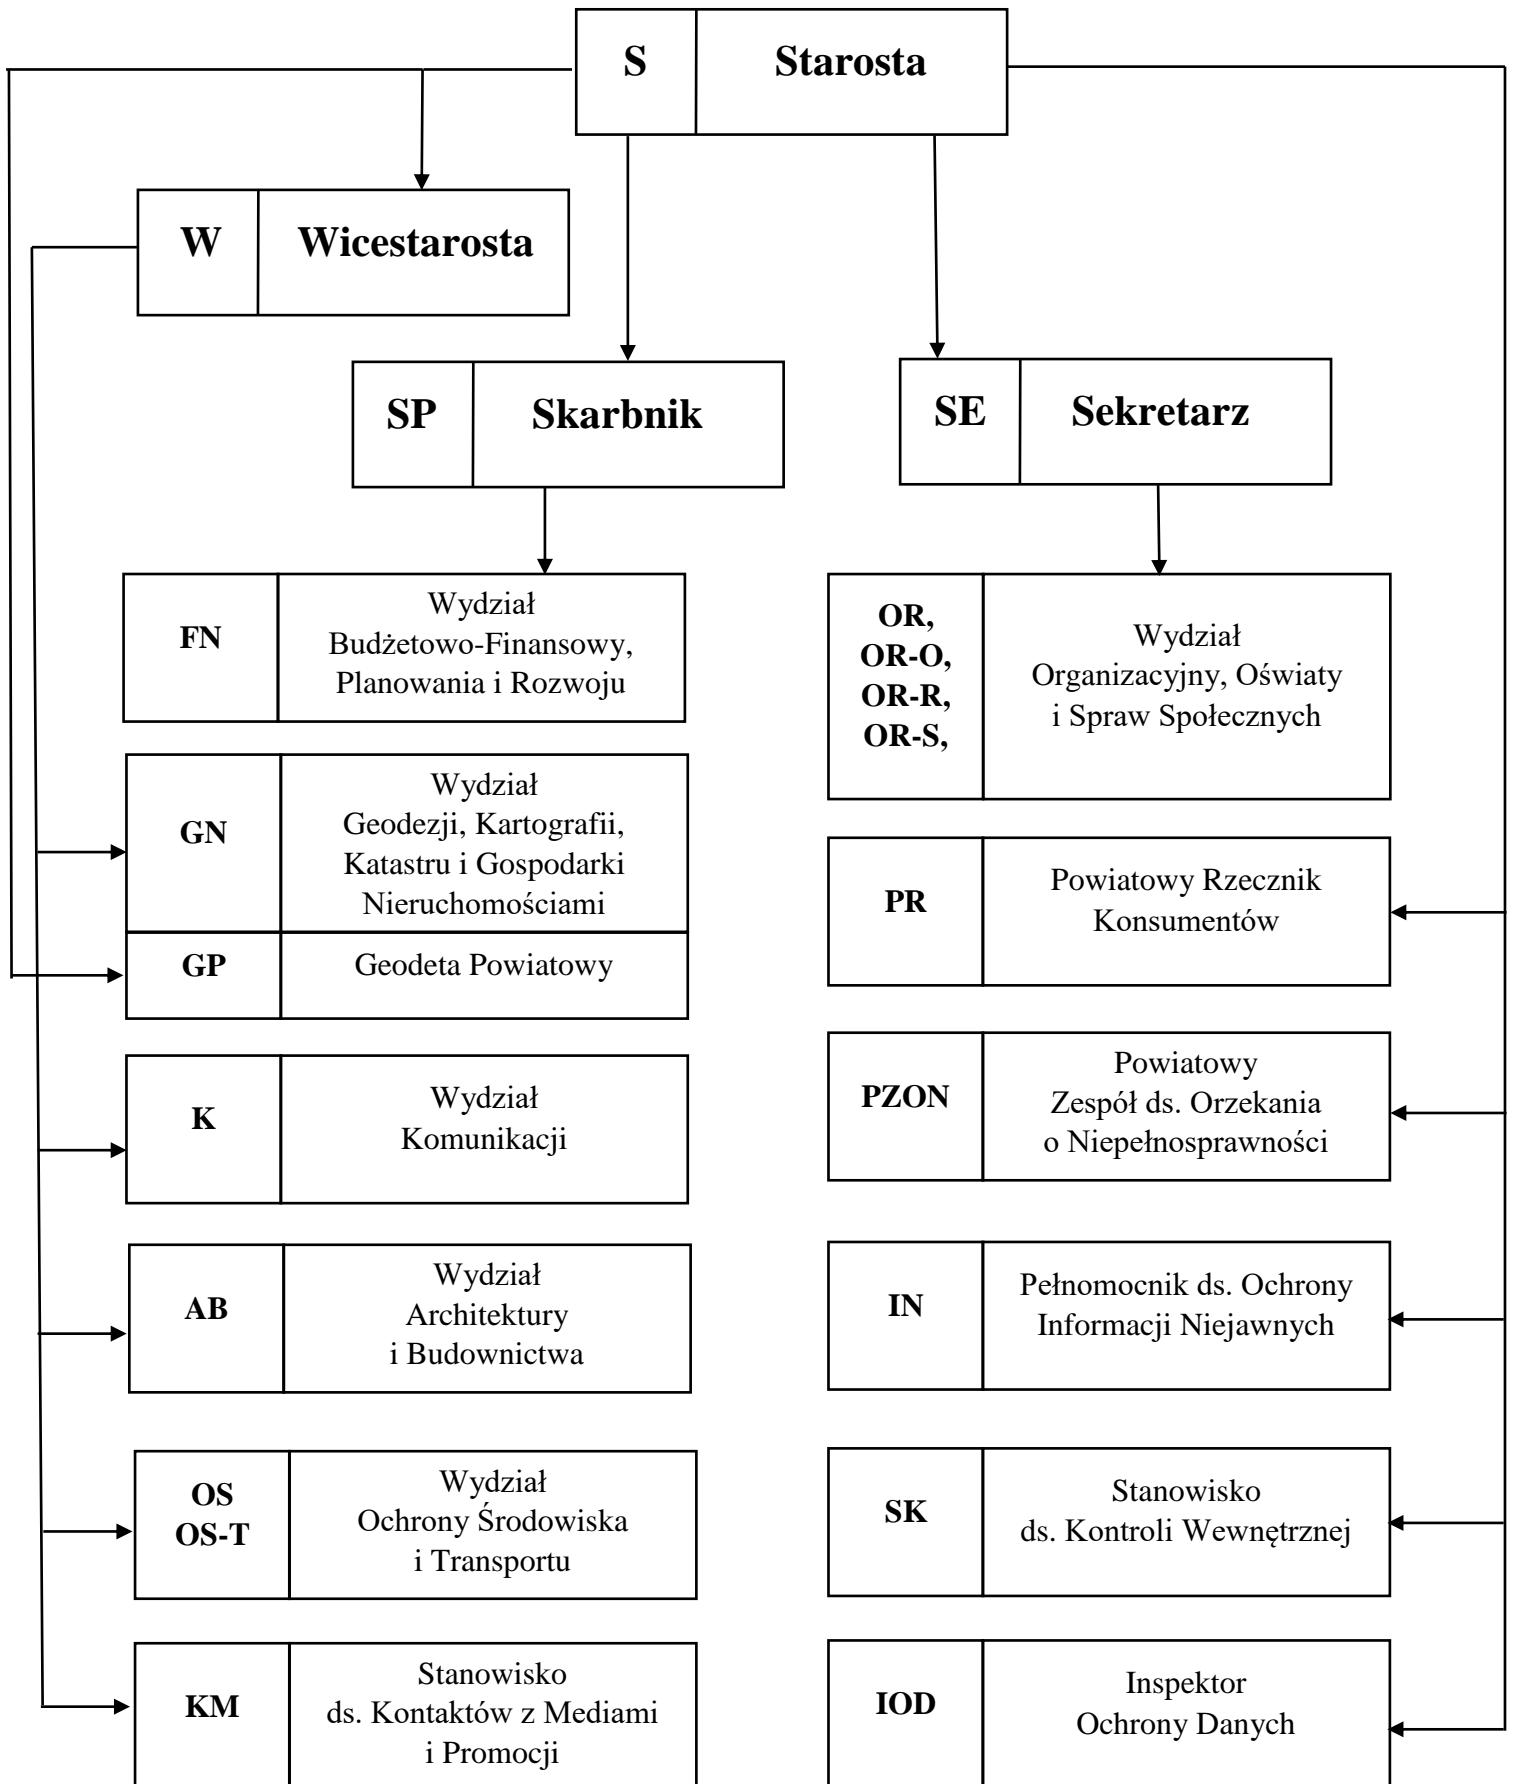 S
Starosta
W
Wicestarosta
SP
Skarbnik
SE
Sekretarz
FN
Wydział
Budżetowo-Finansowy,
Planowania i Rozwoju
OR,
OR-O,
OR-R,
OR-S,
Wydział
Organizacyjny, Oświaty
i Spraw Społecznych
GN
Wydział
Geodezji, Kartografii,
Katastru i Gospodarki
Nieruchomościami
GP
Geodeta Powiatowy
PR
Powiatowy Rzecznik
Konsumentów
K
Wydział
Komunikacji
PZON
Powiatowy
Zespół ds. Orzekania
o Niepełnosprawności
AB
Wydział
Architektury
i Budownictwa
IN
Pełnomocnik ds. Ochrony
Informacji Niejawnych
OS
OS-T
Wydział
Ochrony Środowiska
i Transportu
SK
Stanowisko
ds. Kontroli Wewnętrznej
KM
Stanowisko
ds. Kontaktów z Mediami
i Promocji
IOD
Inspektor
Ochrony Danych